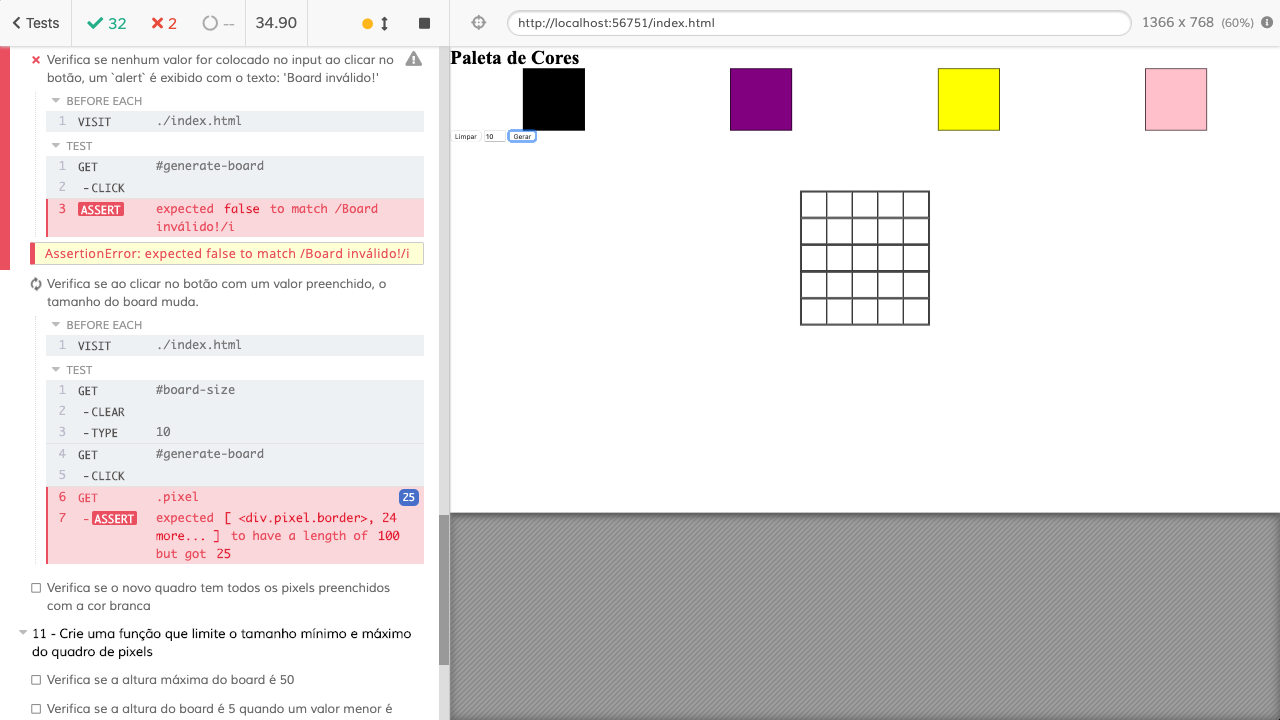 Tests
32
2
--
34.90
http://localhost:56751/index.html
1366 x 768 (60%)
Verifica se nenhum valor for colocado no input ao clicar no
botão, um `alert` é exibido com o texto: 'Board inválido!'
BEFORE EACH
1 VISIT ./index.html
TEST
1 GET #generate-board
2 -CLICK
3 ASSERT expected false to match /Board
inválido!/i
AssertionError: expected false to match /Board inválido!/i
Verifica se ao clicar no botão com um valor preenchido, o
tamanho do board muda.
BEFORE EACH
1 VISIT ./index.html
TEST
1 GET #board-size
2 -CLEAR
3 -TYPE 10
4 GET #generate-board
5 -CLICK
6 GET .pixel 25
7 -ASSERT expected [ <div.pixel.border>, 24
more... ] to have a length of 100
but got 25
Verifica se o novo quadro tem todos os pixels preenchidos
com a cor branca
11 - Crie uma função que limite o tamanho mínimo e máximo
do quadro de pixels
Verifica se a altura máxima do board é 50
Verifica se a altura do board é 5 quando um valor menor é
Paleta de Cores
Limpar 10 Gerar